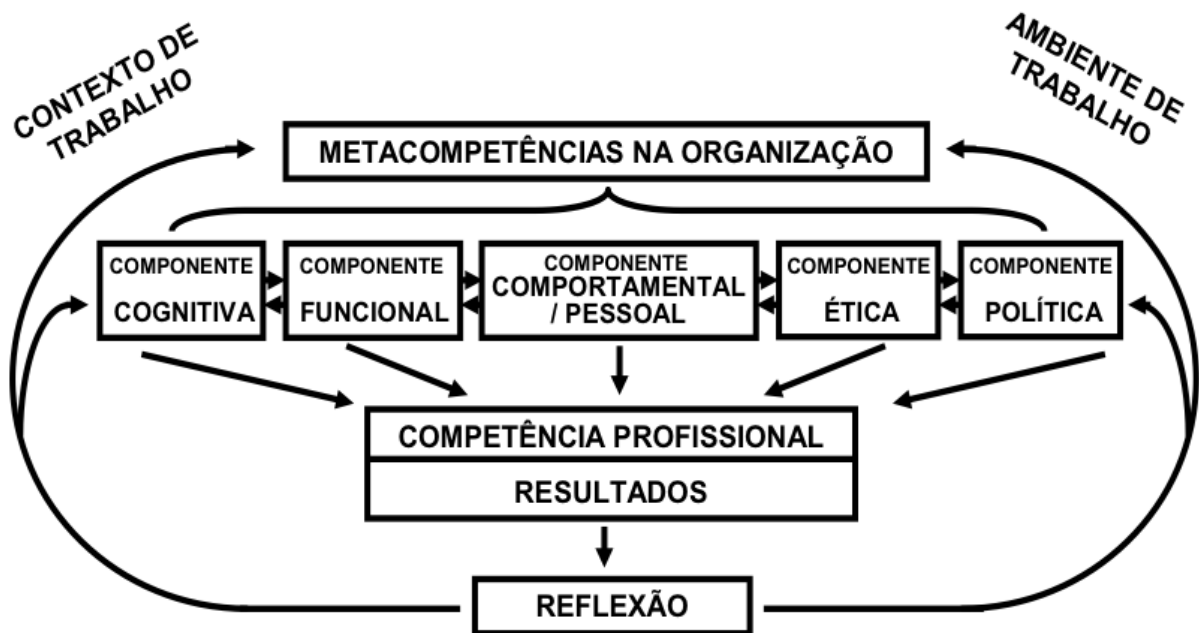 CONTEXTO DE
TRABALHO
AMBIENTE DE
TRABALHO
METACOMPETÊNCIAS NA ORGANIZAÇÃO
COMPONENTE
COGNITIVA
COMPONENTE
FUNCIONAL
COMPONENTE
COMPORTAMENTAL
/ PESSOAL
COMPONENTE
ÉTICA
COMPONENTE
POLÍTICA
COMPETÊNCIA PROFISSIONAL
RESULTADOS
REFLEXÃO